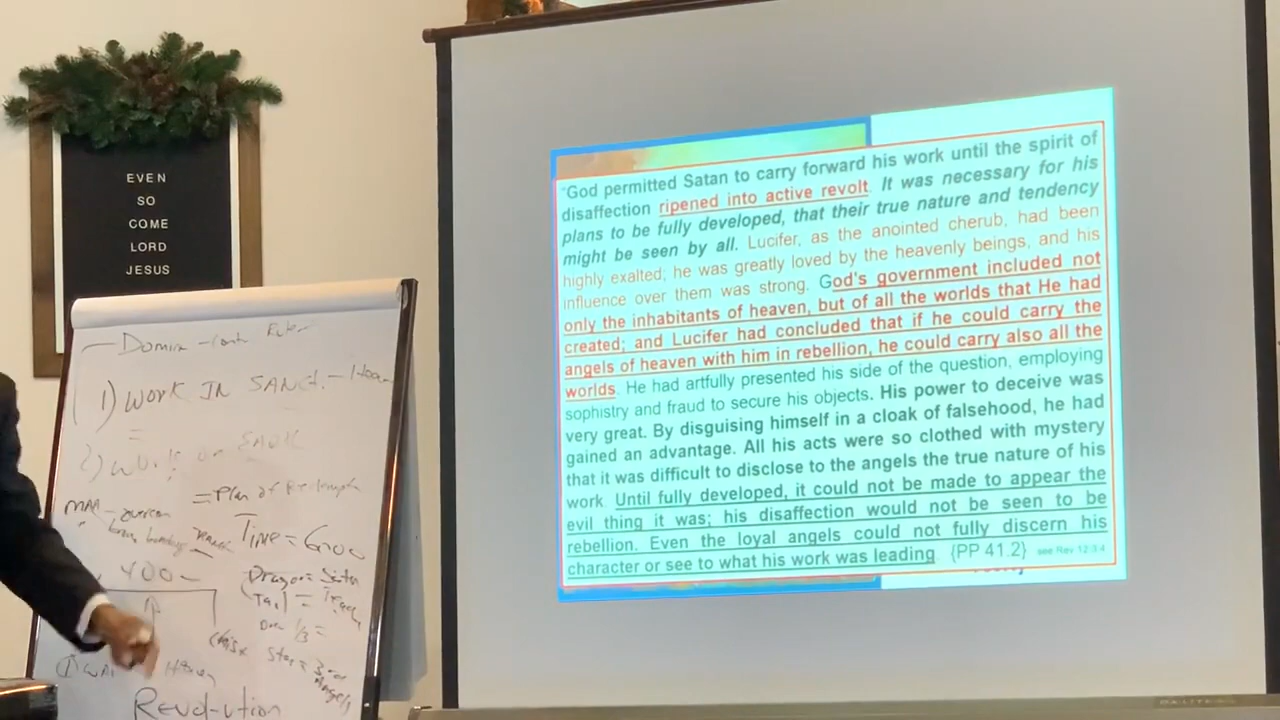 EVEN
SO
COME
LORD
JESUS
1) WORK IN SANCT.
2)
= Plan of
TIME = 6000
400
Dragon =
Tail =
1/3 =
Revolution
"God permitted Satan to carry forward his work until the spirit of
disaffection ripened into active revolt. It was necessary for his
plans to be fully developed, that their true nature and tendency
might be seen by all. Lucifer, as the anointed cherub, had been
highly exalted; he was greatly loved by the heavenly beings, and his
influence over them was strong. God's government included not
only the inhabitants of heaven, but of all the worlds that He had
created; and Lucifer had concluded that if he could carry the
angels of heaven with him in rebellion, he could carry also all the
worlds. He had artfully presented his side of the question, employing
sophistry and fraud to secure his objects. His power to deceive was
very great. By disguising himself in a cloak of falsehood, he had
gained an advantage. All his acts were so clothed with mystery
that it was difficult to disclose to the angels the true nature of his
work. Until fully developed, it could not be made to appear the
evil thing it was; his disaffection would not be seen to be
rebellion. Even the loyal angels could not fully discern his
character or see to what his work was leading. {PP 41.2} see Rev 12:3,4